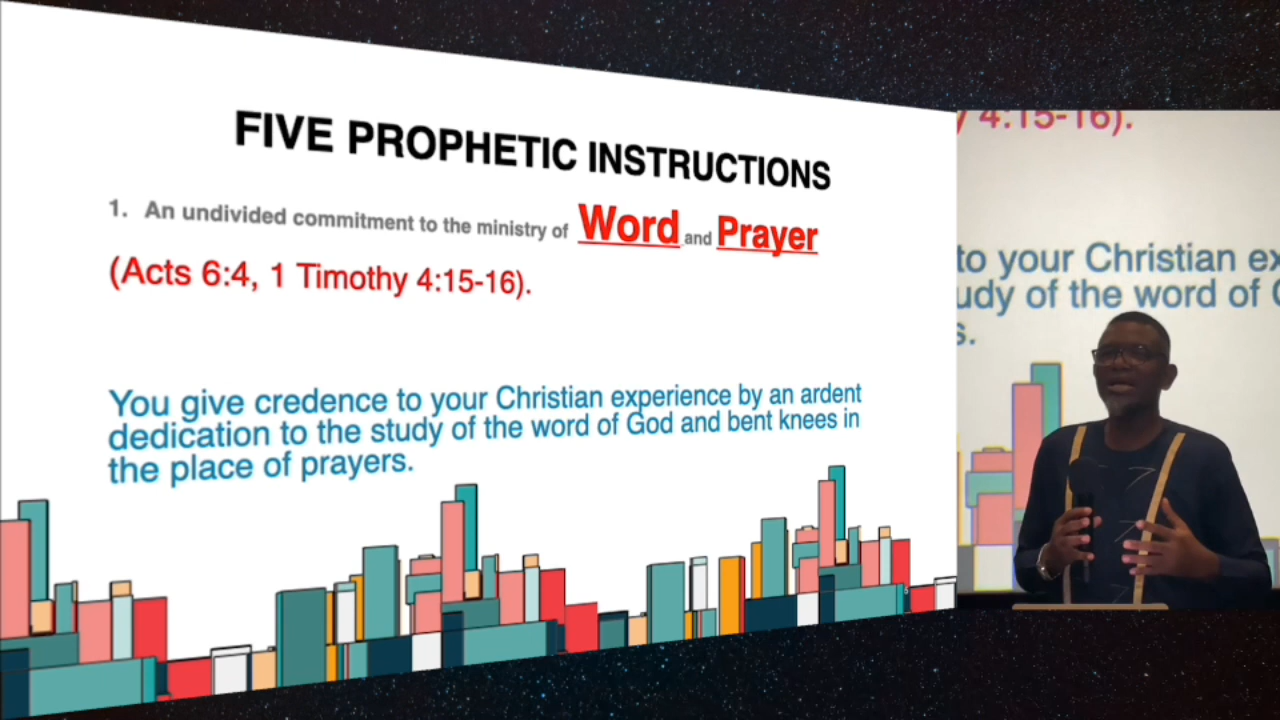 FIVE PROPHETIC INSTRUCTIONS
1. An undivided commitment to the ministry of Word and Prayer
(Acts 6:4, 1 Timothy 4:15-16).
You give credence to your Christian experience by an ardent
dedication to the study of the word of God and bent knees in
the place of prayers.
4:15-16).
to your Christian ex
udy of the word of
s.